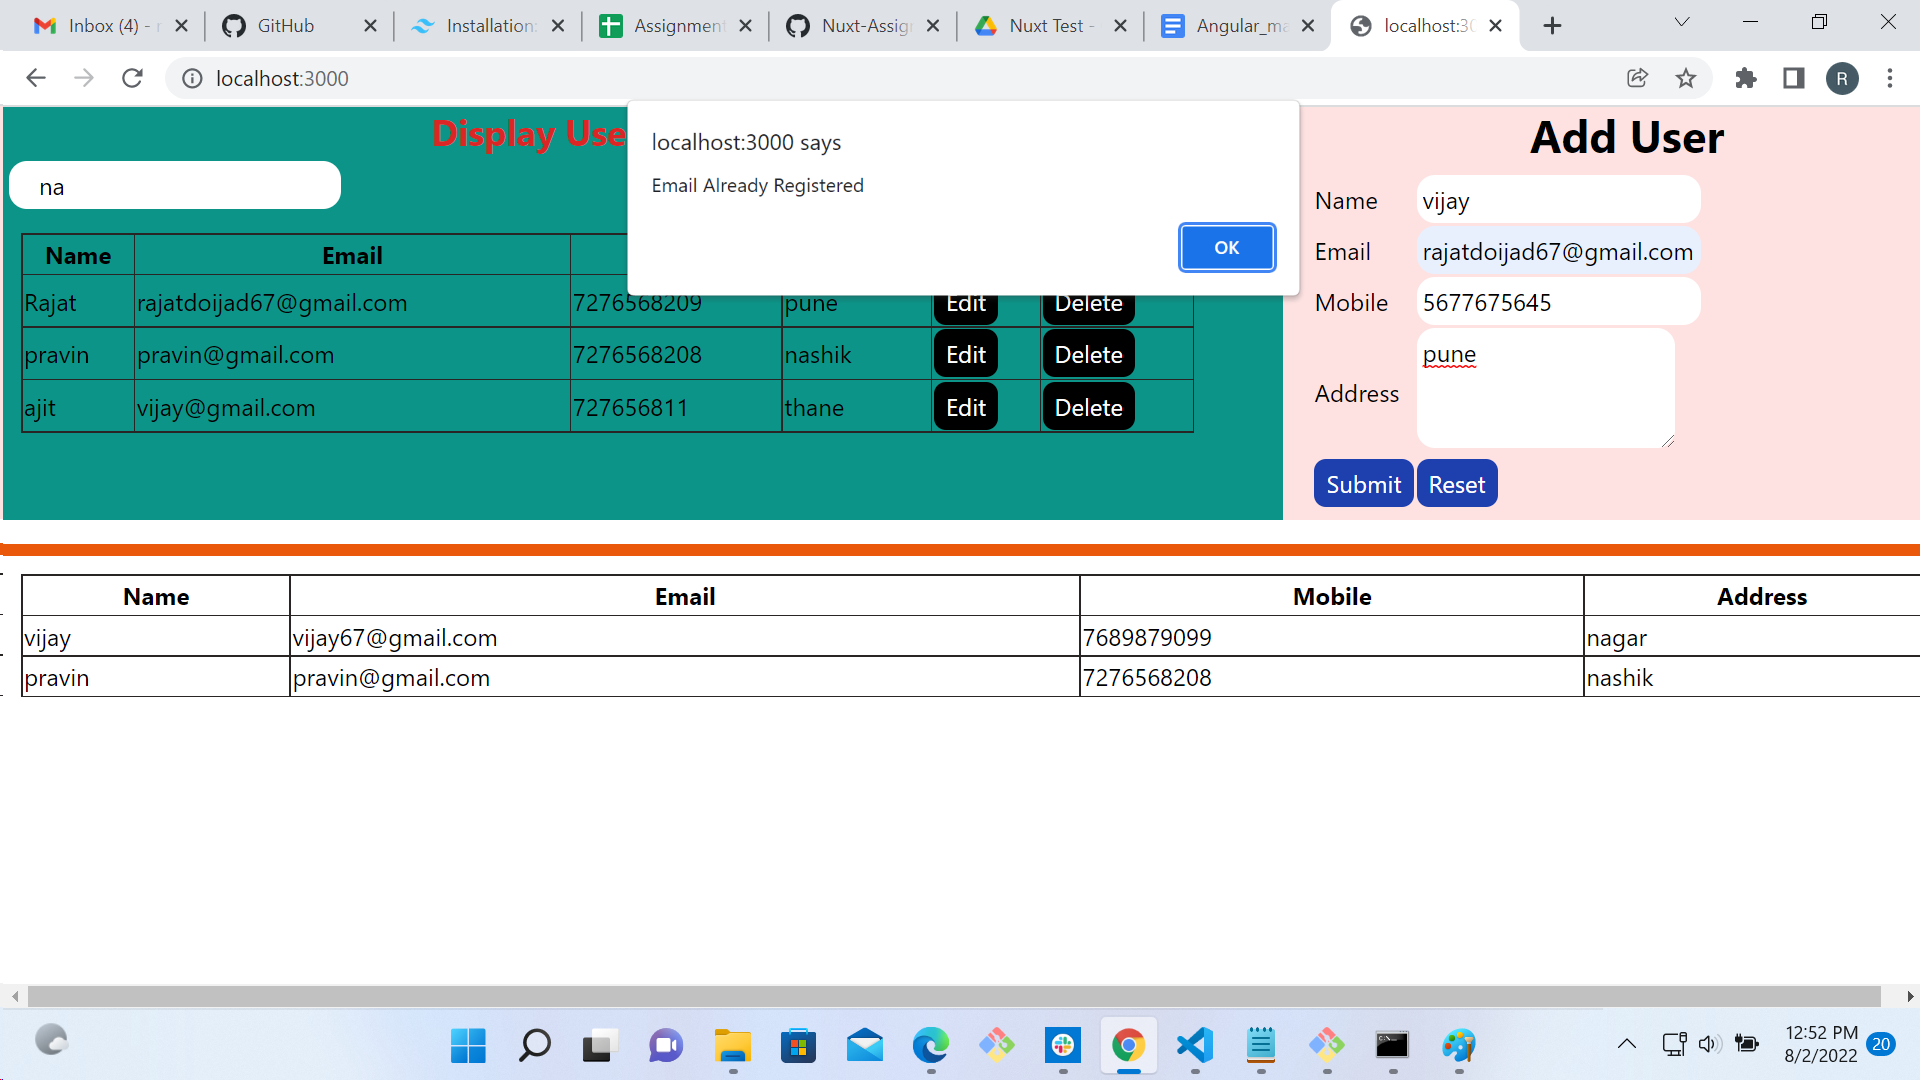 Inbox (4) - r
GitHub
Installation:
Assignment
Nuxt-Assig
Nuxt Test -
Angular_ma
localhost:30
localhost:3000
R
Display Use
na
localhost:3000 says
Email Already Registered
OK
Name Email
Rajat rajatdoijad67@gmail.com 7276568209 pune Edit Delete
pravin pravin@gmail.com 7276568208 nashik Edit Delete
ajit vijay@gmail.com 727656811 thane Edit Delete
Add User
Name vijay
Email rajatdoijad67@gmail.com
Mobile 5677675645
Address pune
Submit Reset
Name Email Mobile Address
vijay vijay67@gmail.com 7689879099 nagar
pravin pravin@gmail.com 7276568208 nashik
12:52 PM
8/2/2022
20